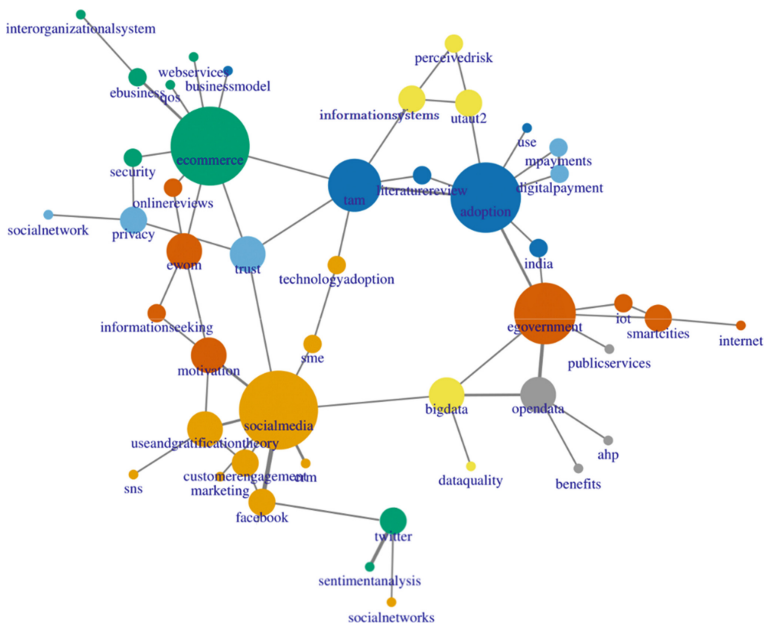 interorganizationalsystem
perceivedrisk
webservices
businessmodel
ebusiness
qos
informationsystems
utaut2
use
ecommerce
mpayments
security
digitalpayment
literaturereview
onlinereviews
tam
adoption
socialnetwork
privacy
ewom
trust
india
technologyadoption
informationseeking
egovernment
iot
smartcities
internet
sme
publicservices
motivation
bigdata
opendata
socialmedia
useandgratificationtheory
ahp
customerengagement
crm
dataquality
benefits
sns
marketing
facebook
twitter
sentimentanalysis
socialnetworks